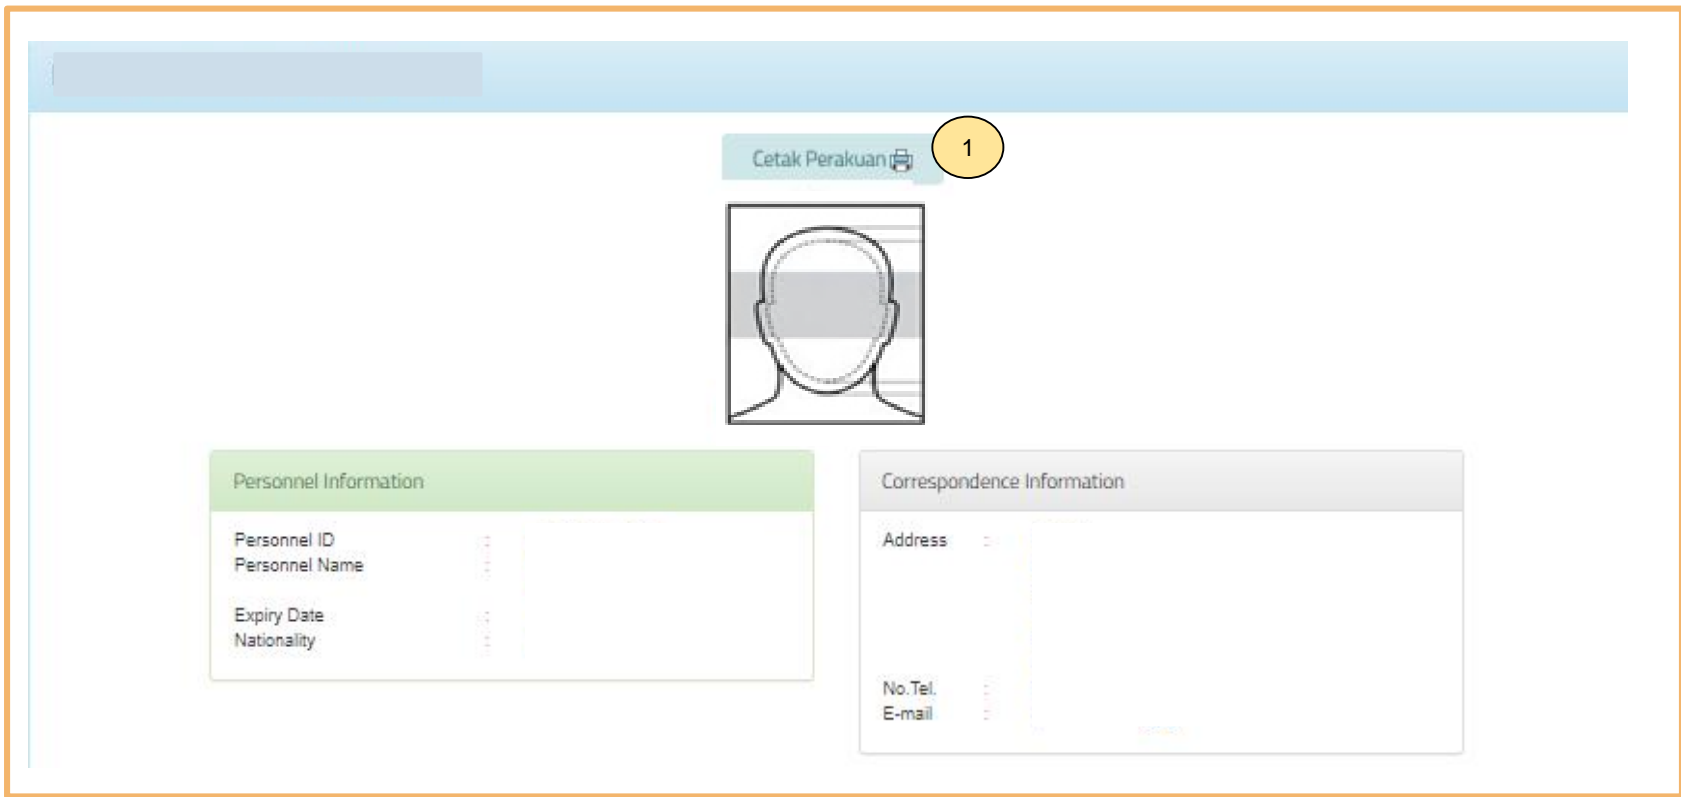 Cetak Perakuan
1
Personnel Information
Personnel ID :
Personnel Name :
Expiry Date :
Nationality :
Correspondence Information
Address :
No.Tel. :
E-mail :